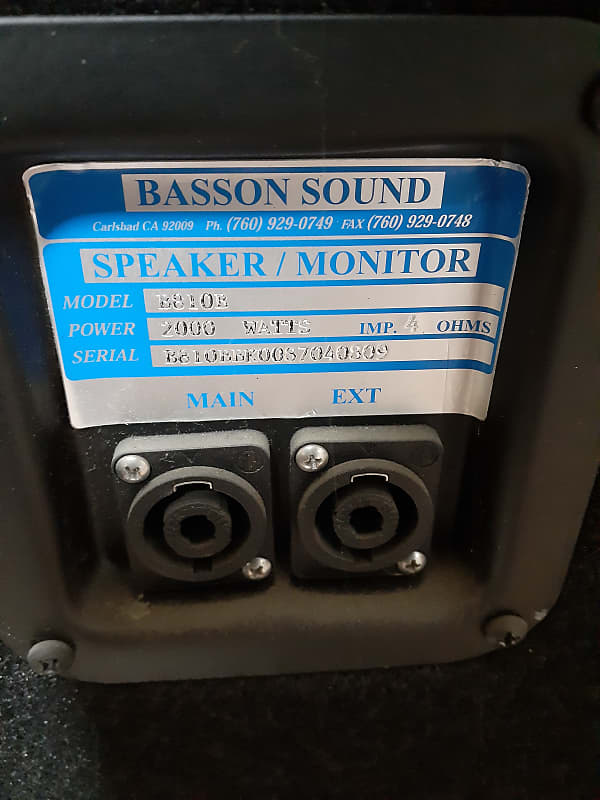 BASSON SOUND
Carlsbad CA 92009 Ph. (760) 929-0749 FAX (760) 929-0748
SPEAKER / MONITOR
MODEL B810B
POWER 2000 WATTS IMP. 4 OHMS
SERIAL
MAIN EXT